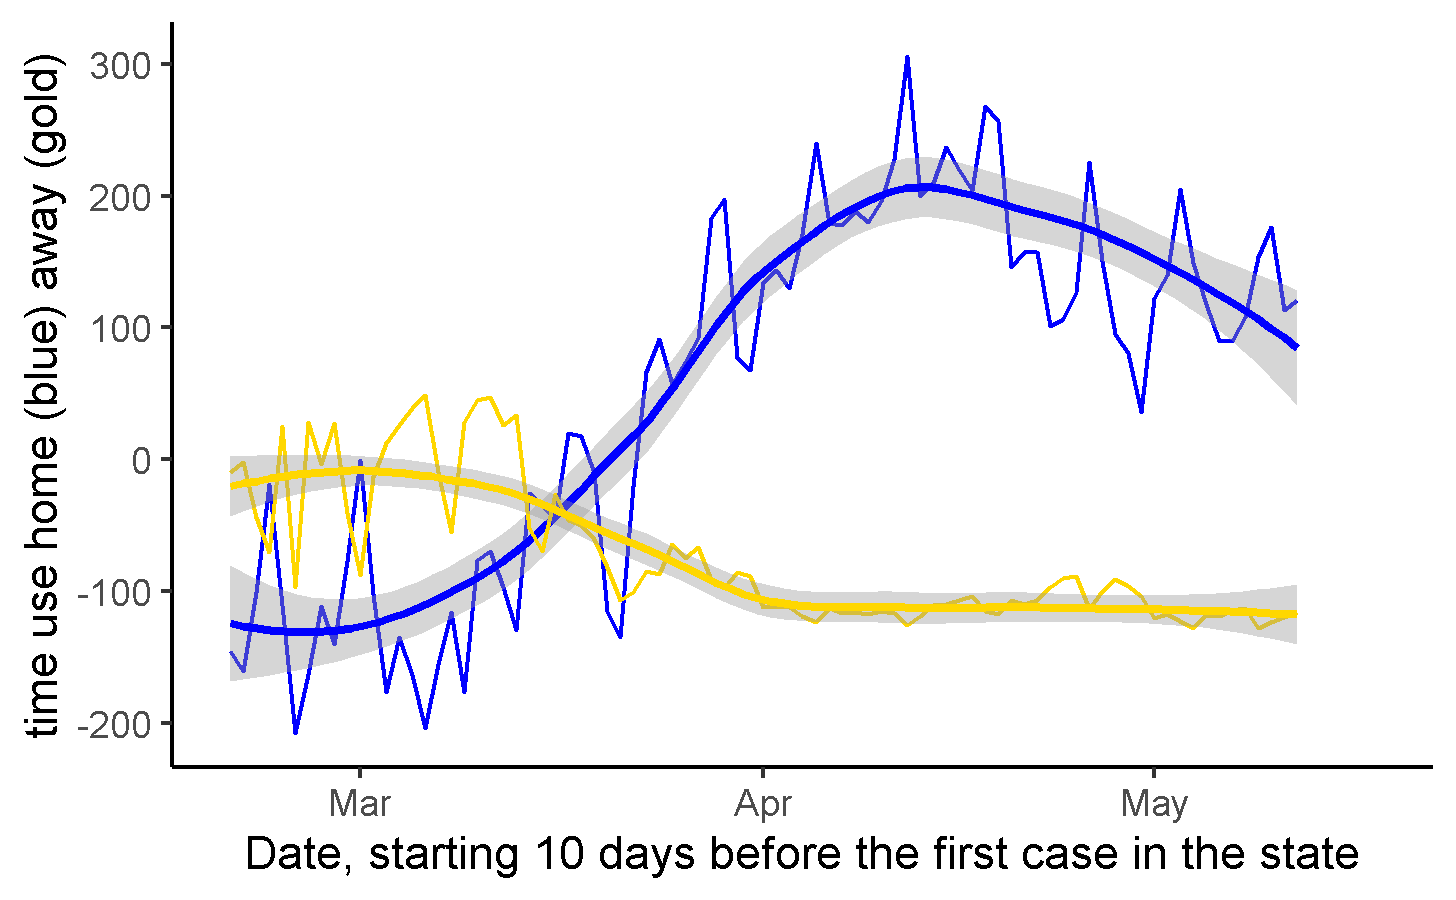 time use home (blue) away (gold)
300
200
100
0
-100
-200
Mar Apr May
Date, starting 10 days before the first case in the state